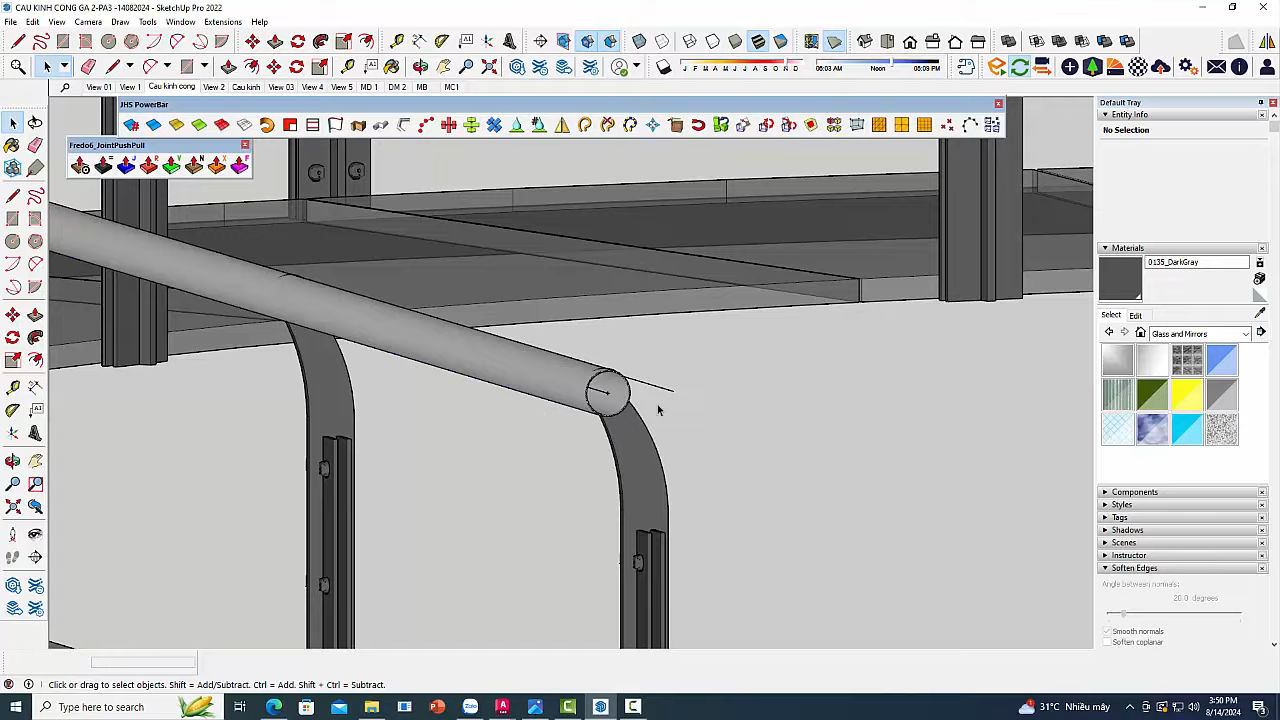 CAU KINH CONG GA 2-PA3 -14082024 - SketchUp Pro 2022
File Edit View Camera Draw Tools Window Extensions Help
J F M A M J J A S O N D
06:03 AM Noon 06:09 PM
View 01 View 1 Cau kinh cong View 2 Cau kinh View 03 View 4 View 5 MD 1 DM 2 MB MC1
JHS PowerBar
Fredo6_JointPushPull
Default Tray
Entity Info
No Selection
Materials
0135_DarkGray
Select Edit
Glass and Mirrors
Components
Styles
Tags
Shadows
Scenes
Instructor
Soften Edges
Angle between normals:
20.0 degrees
Smooth normals
Soften coplanar
Click or drag to select objects. Shift = Add/Subtract. Ctrl = Add. Shift + Ctrl = Subtract.
Type here to search
31°C Nhiều mây
3:50 PM
8/14/2024